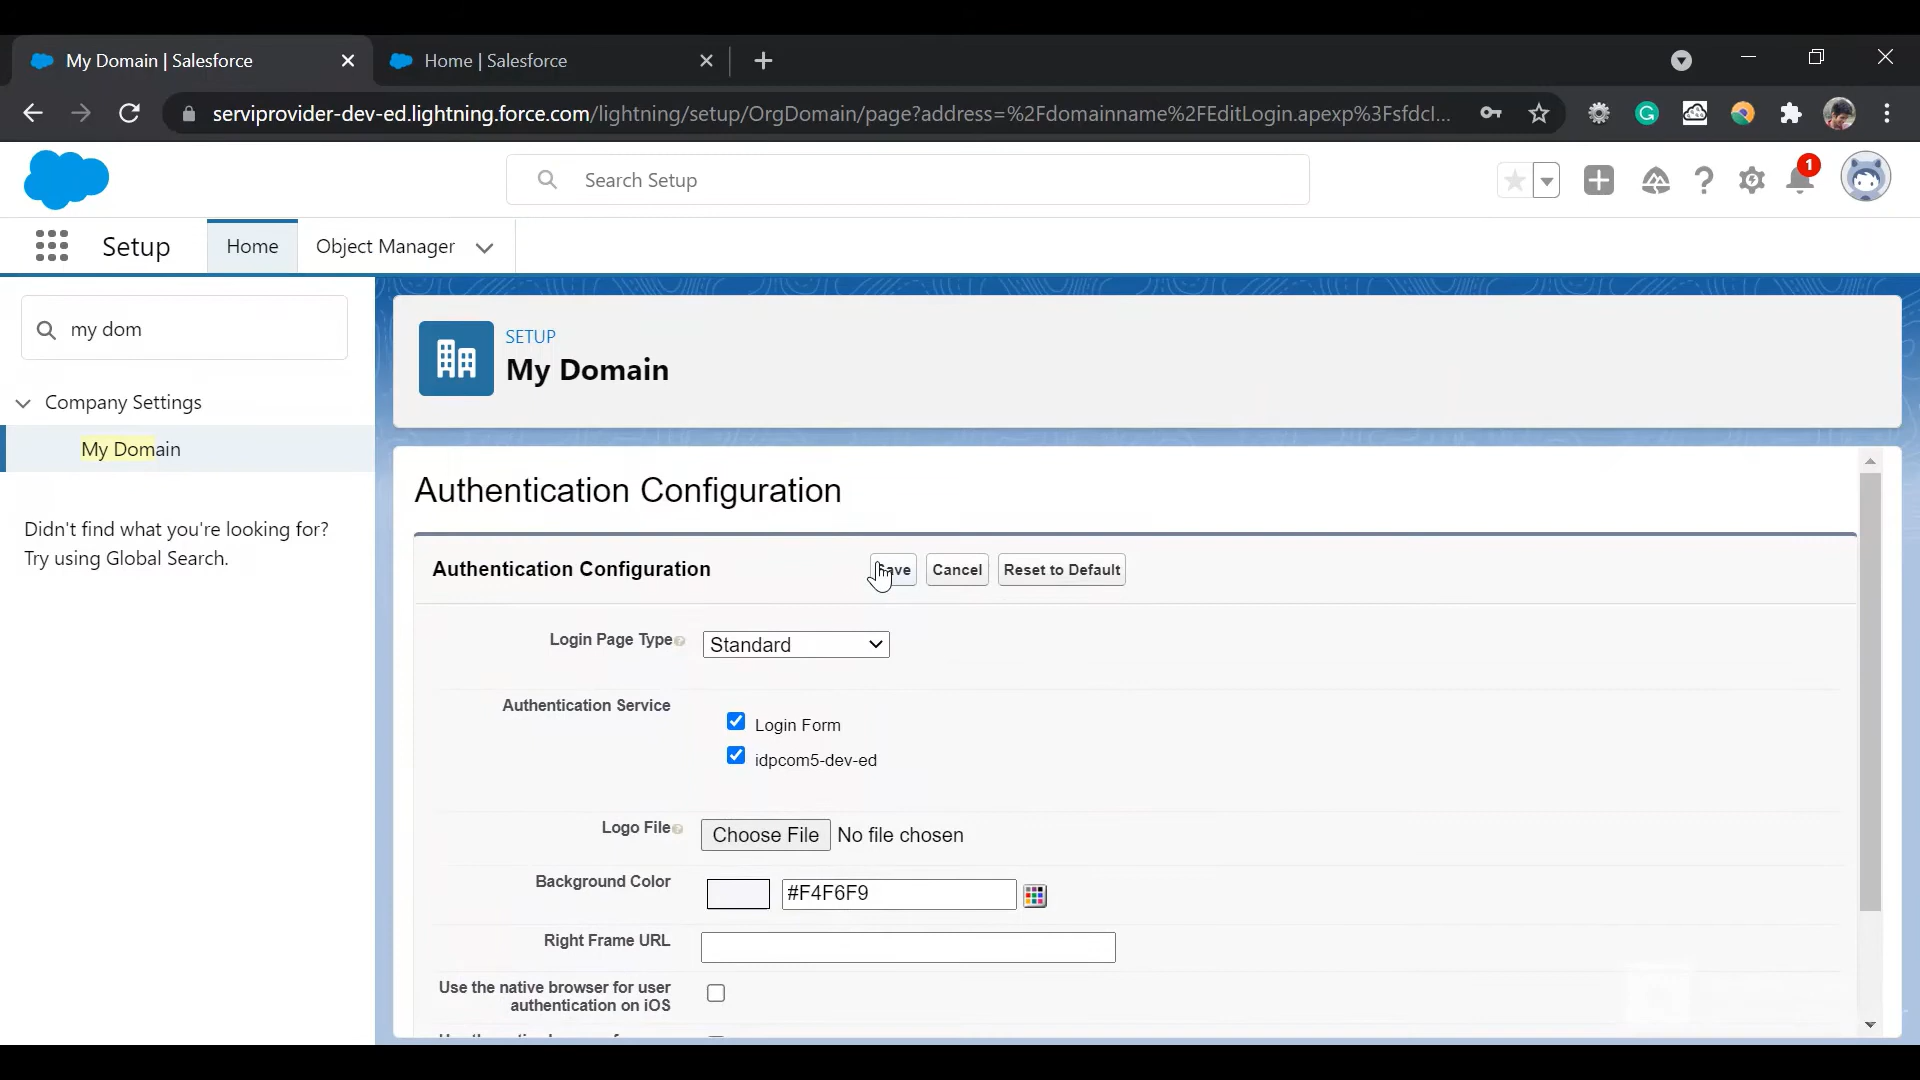 My Domain | Salesforce
Home | Salesforce
serviprovider-dev-ed.lightning.force.com/lightning/setup/OrgDomain/page?address=%2Fdomainname%2FEditLogin.apexp%3Fsfdcl...
Search Setup
1
Setup
Home
Object Manager
my dom
Company Settings
My Domain
Didn't find what you're looking for?
Try using Global Search.
SETUP
My Domain
Authentication Configuration
Authentication Configuration
Save
Cancel
Reset to Default
Login Page Type
Standard
Authentication Service
Login Form
idpcom5-dev-ed
Logo File
Choose File
No file chosen
Background Color
#F4F6F9
Right Frame URL
Use the native browser for user
authentication on iOS